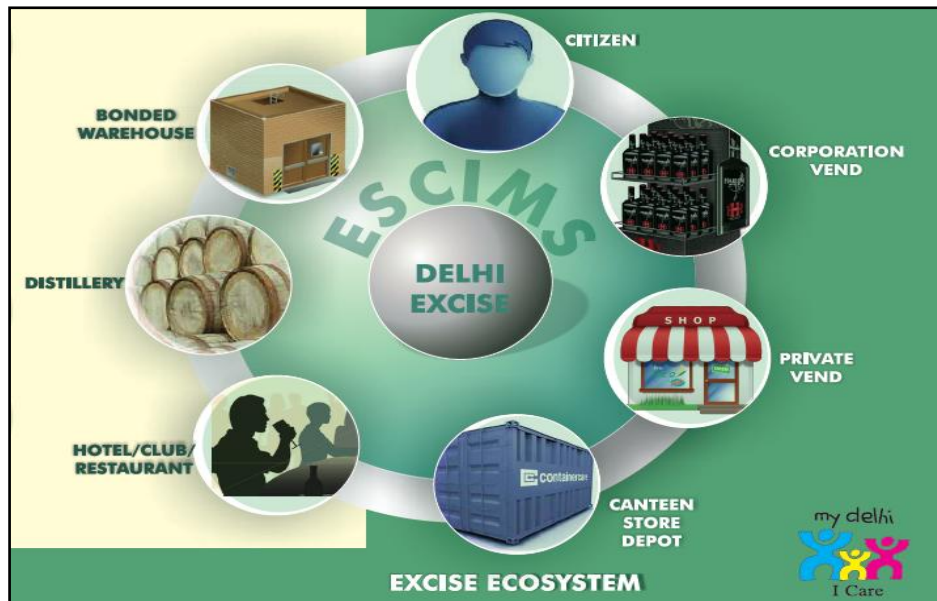 CITIZEN
BONDED
WAREHOUSE
CORPORATION
VEND
ESCIMS
DELHI
EXCISE
DISTILLERY
SHOP
PRIVATE
VEND
HOTEL/CLUB/
RESTAURANT
containercare
CANTEEN
STORE
DEPOT
my delhi
I Care
EXCISE ECOSYSTEM